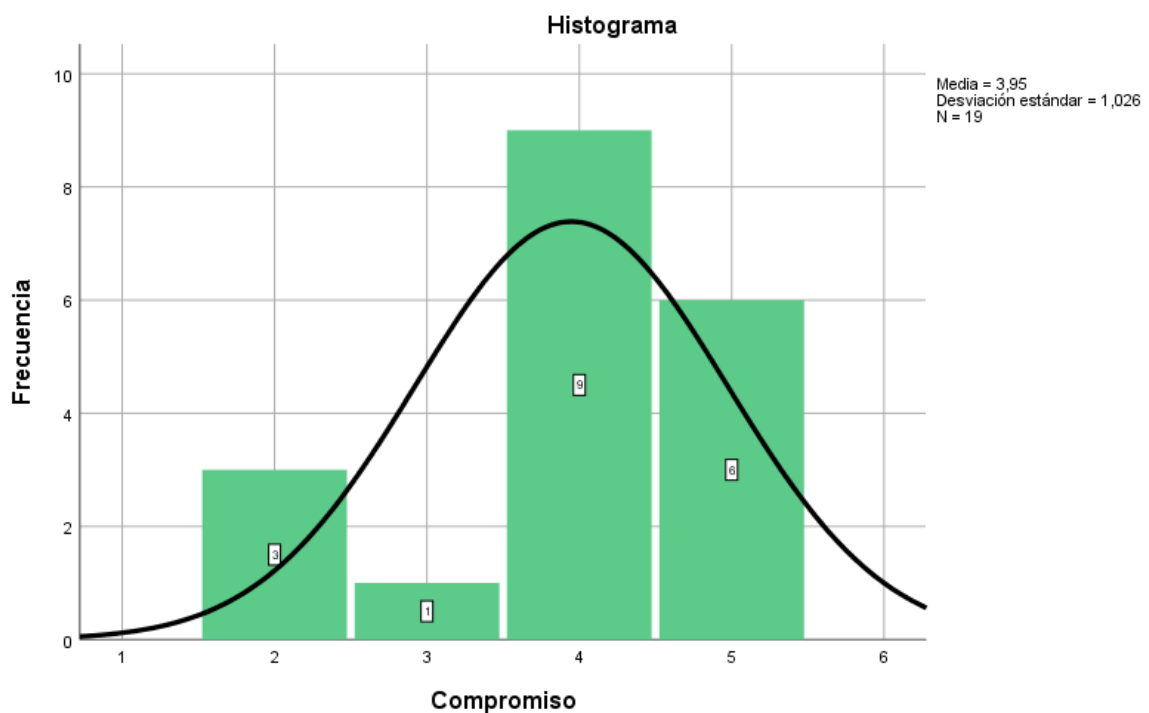 Histograma
Media = 3,95
Desviación estándar = 1,026
N = 19
Frecuencia
10
8
6
4
2
0
3
1
9
6
1 2 3 4 5 6
Compromiso